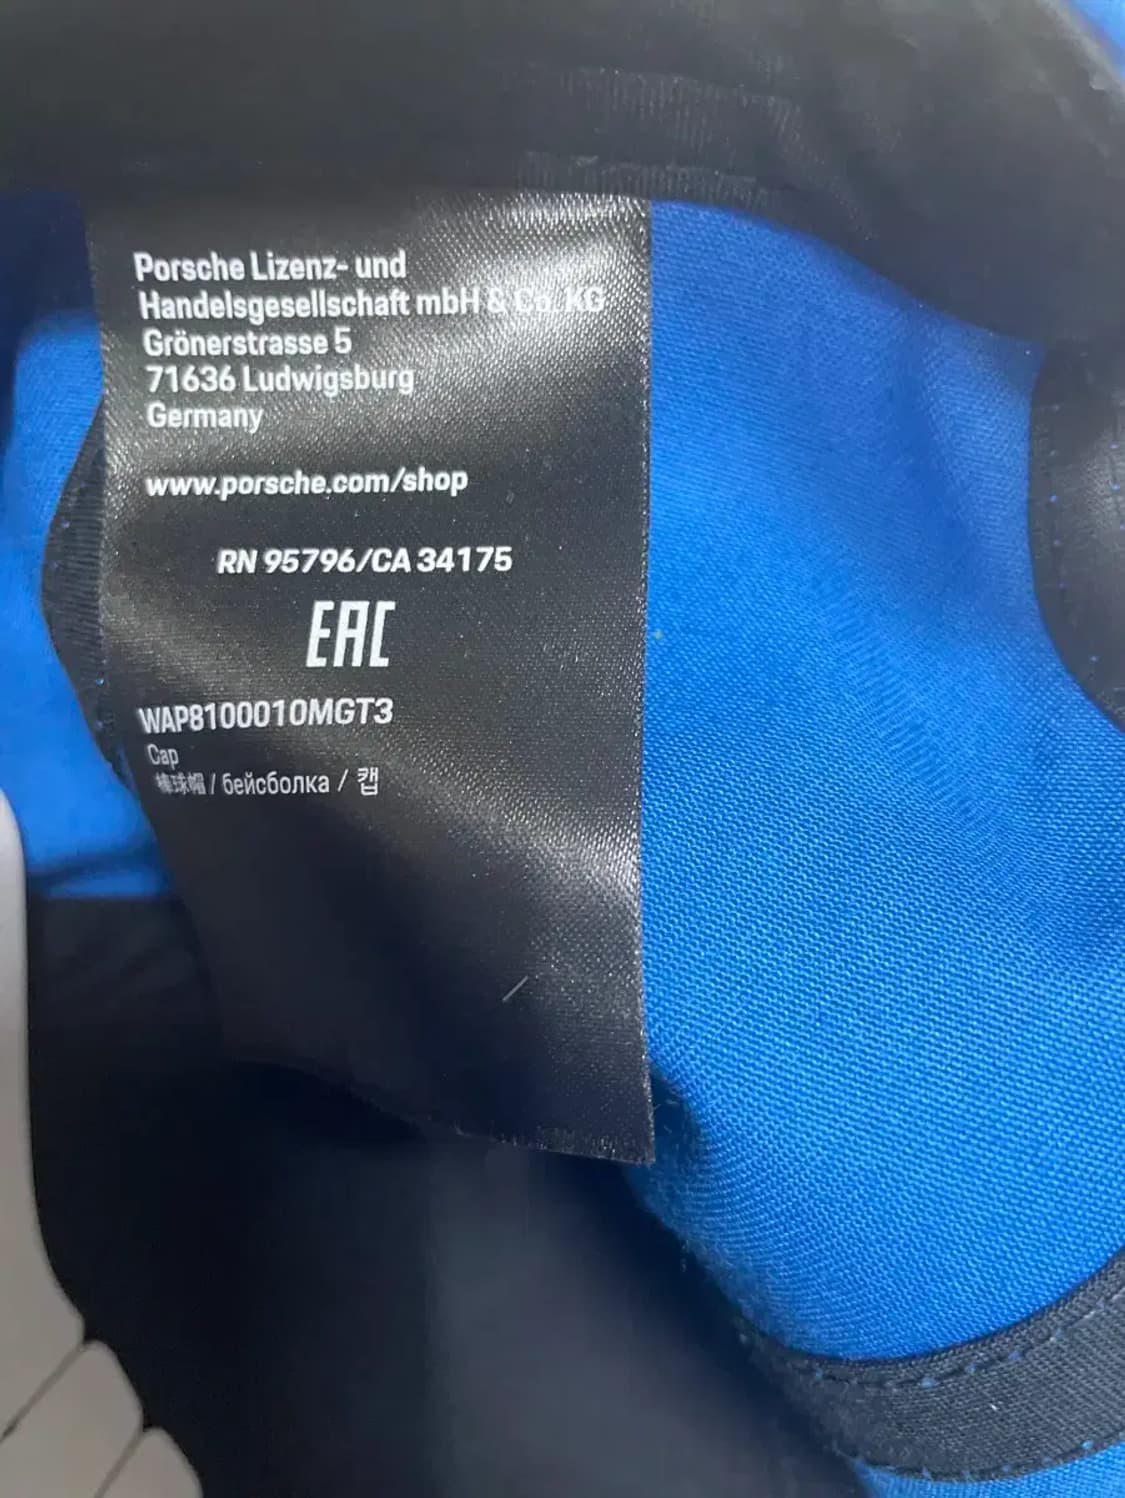 Porsche Lizenz- und
Handelsgesellschaft mbH & Co. KG
Grönerstrasse 5
71636 Ludwigsburg
Germany
www.porsche.com/shop
RN 95796/CA 34175
EAC
WAP8100010MGT3
Cap
棒球帽 / бейсболка / 캡